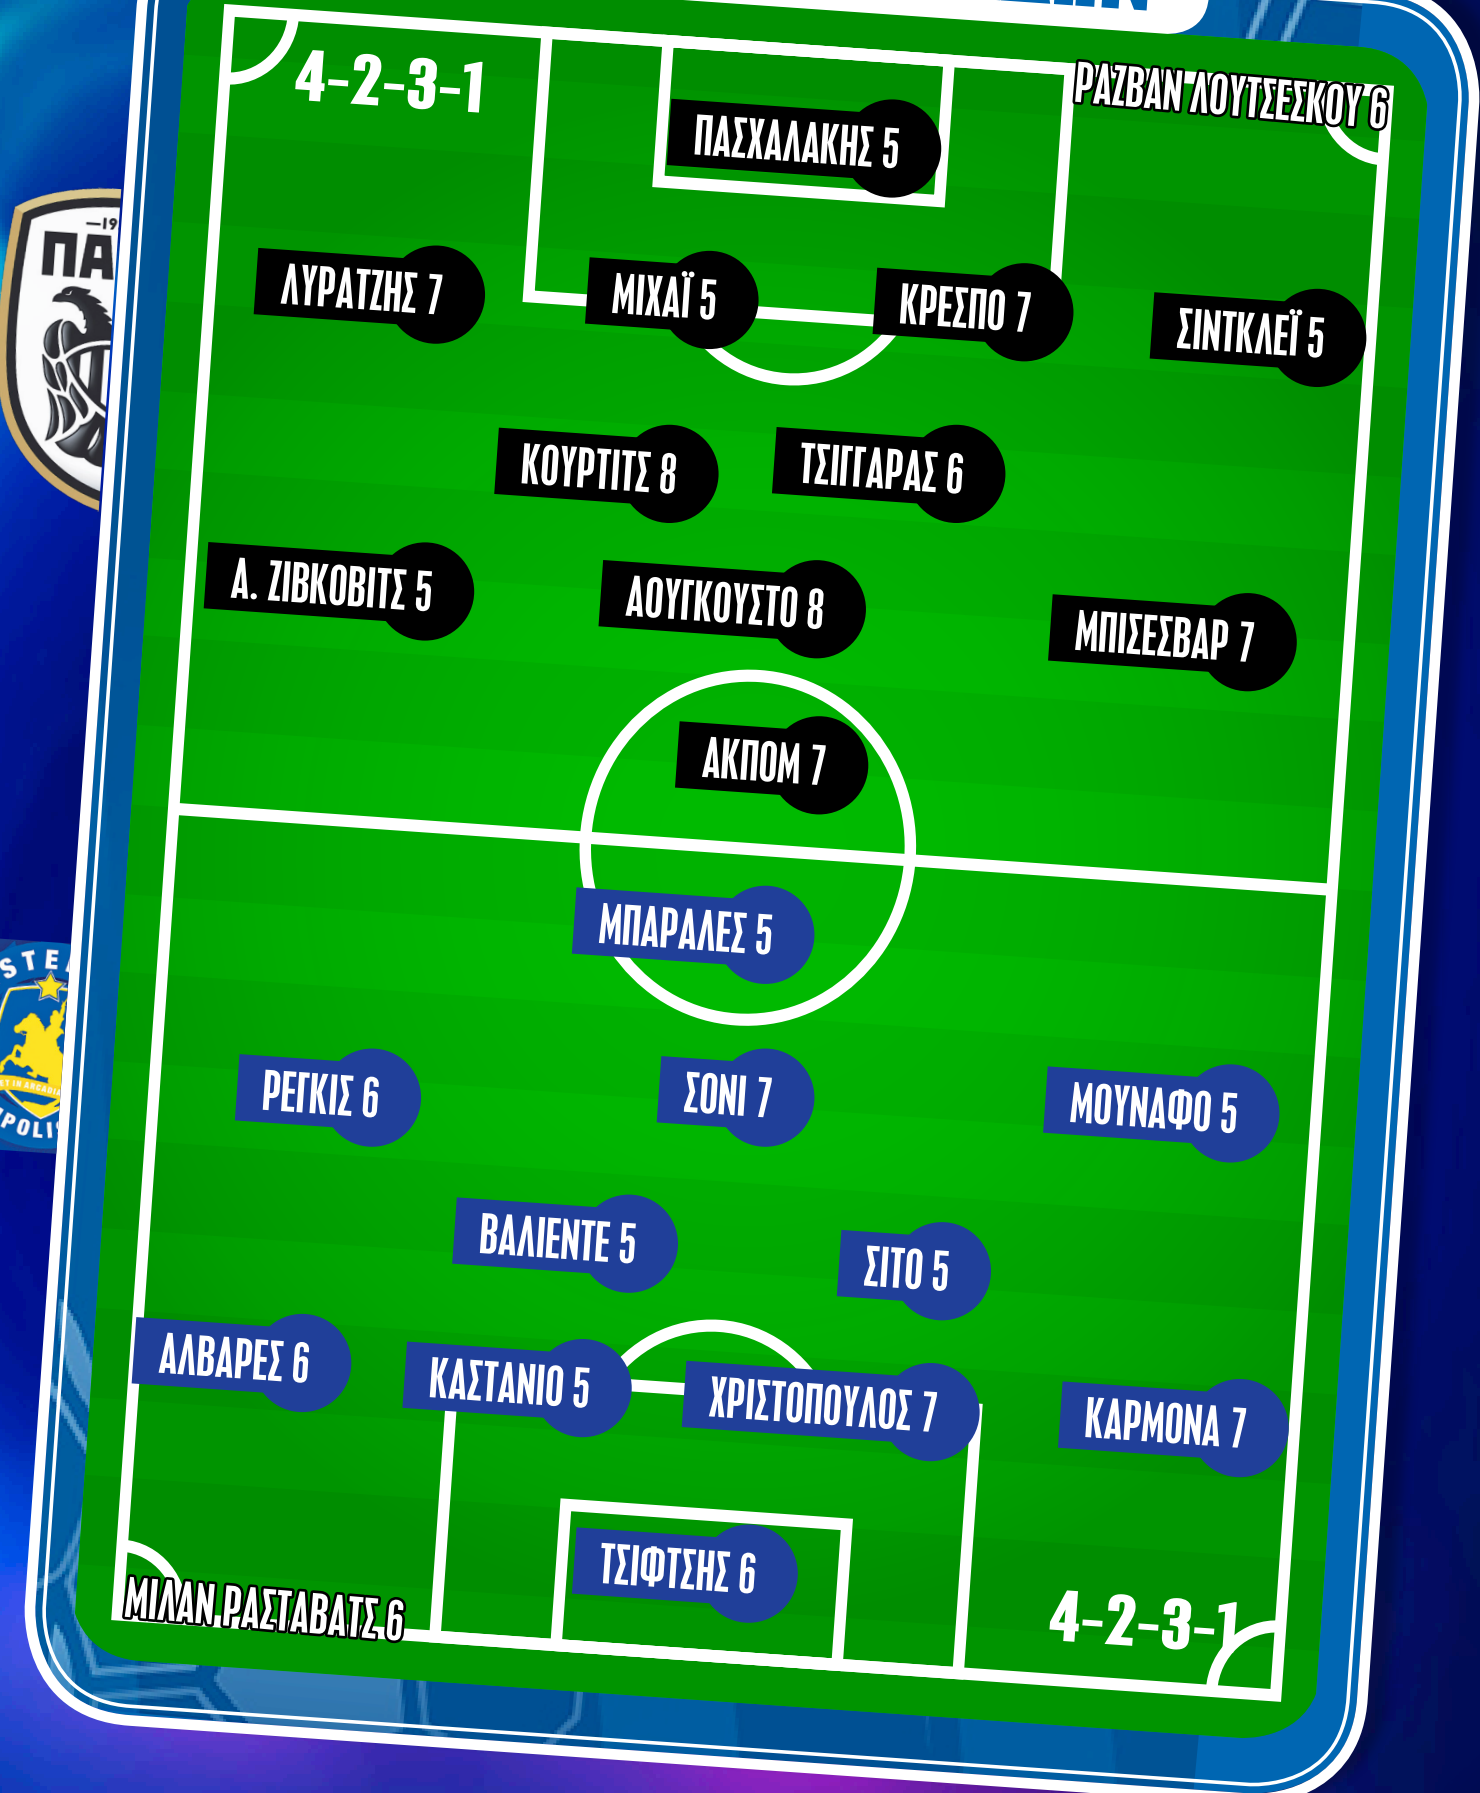 4-2-3-1
ΡΑΖΒΑΝ ΛΟΥΤΣΕΣΚΟΥ 6
ΠΑΣΧΑΛΑΚΗΣ 5
ΛΥΡΑΤΖΗΣ 7
ΜΙΧΑΪ 5
ΚΡΕΣΠΟ 7
ΣΙΝΤΚΛΕΪ 5
ΚΟΥΡΤΙΤΣ 8
ΤΣΙΓΓΑΡΑΣ 6
Α. ΖΙΒΚΟΒΙΤΣ 5
ΑΟΥΓΚΟΥΣΤΟ 8
ΜΠΙΣΕΣΒΑΡ 7
ΑΚΠΟΜ 7
ΜΠΑΡΑΛΕΣ 5
ΡΕΓΚΙΣ 6
ΣΟΝΙ 7
ΜΟΥΝΑΦΟ 5
ΒΑΛΙΕΝΤΕ 5
ΣΙΤΟ 5
ΑΛΒΑΡΕΣ 6
ΚΑΣΤΑΝΙΟ 5
ΧΡΙΣΤΟΠΟΥΛΟΣ 7
ΚΑΡΜΟΝΑ 7
ΤΣΙΦΤΣΗΣ 6
ΜΙΛΑΝ ΡΑΣΤΑΒΑΤΣ 6
4-2-3-1